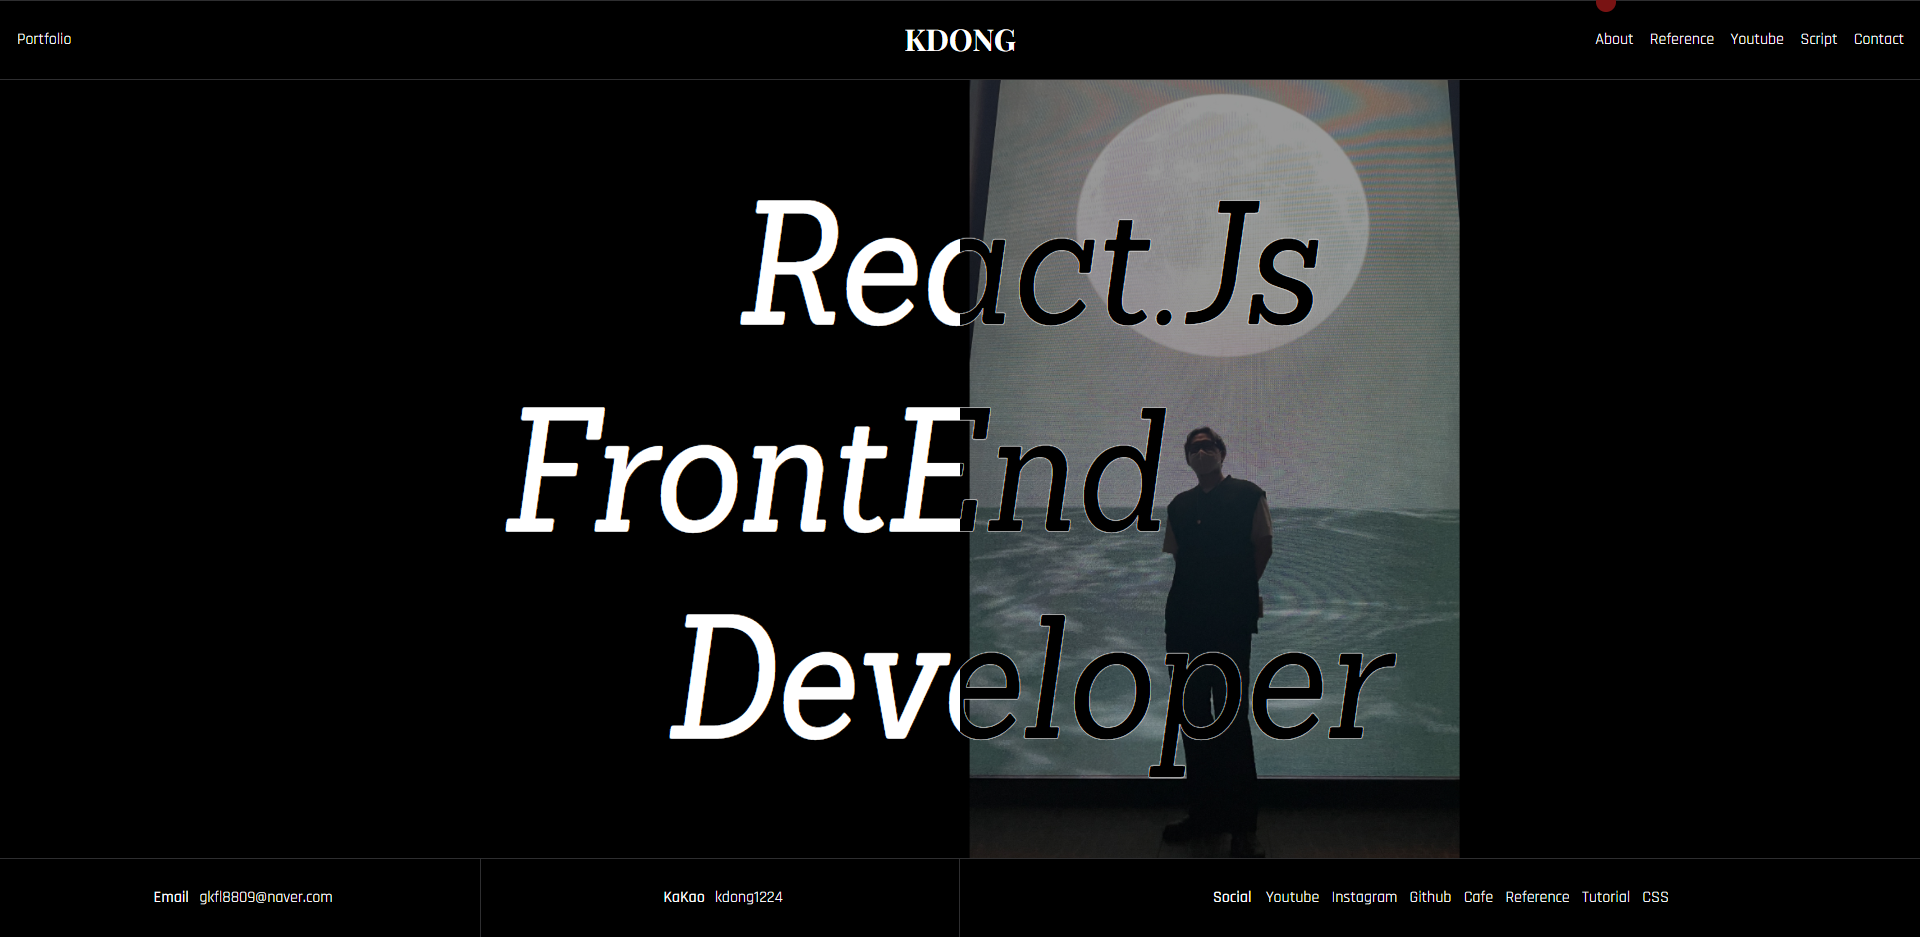 Portfolio
KDONG
About Reference Youtube Script Contact
React.Js
FrontEnd
Developer
Email gkfl8809@naver.com
KaKao kdong1224
Social Youtube Instagram Github Cafe Reference Tutorial CSS